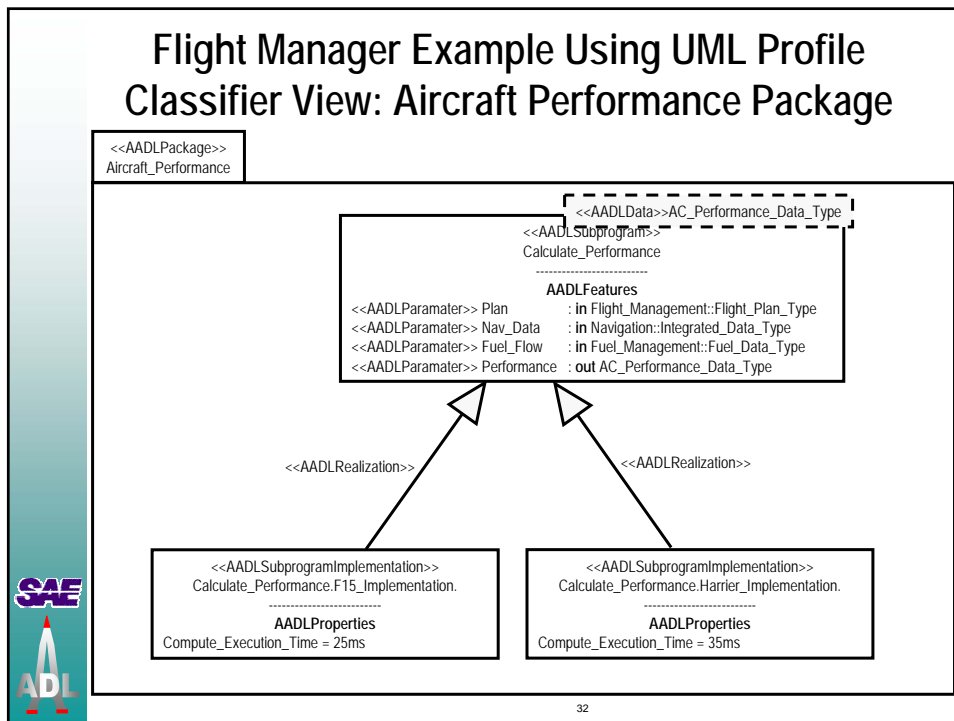 Flight Manager Example Using UML Profile
Classifier View: Aircraft Performance Package
<<AADLPackage>>
Aircraft_Performance
<<AADLData>>AC_Performance_Data_Type
<<AADLSubprogram>>
Calculate_Performance
--------------------------
AADLFeatures
<<AADLParamater>> Plan : in Flight_Management::Flight_Plan_Type
<<AADLParamater>> Nav_Data : in Navigation::Integrated_Data_Type
<<AADLParamater>> Fuel_Flow : in Fuel_Management::Fuel_Data_Type
<<AADLParamater>> Performance : out AC_Performance_Data_Type
<<AADLRealization>>
<<AADLRealization>>
<<AADLSubprogramImplementation>>
Calculate_Performance.F15_Implementation.
--------------------------
AADLProperties
Compute_Execution_Time = 25ms
<<AADLSubprogramImplementation>>
Calculate_Performance.Harrier_Implementation.
--------------------------
AADLProperties
Compute_Execution_Time = 35ms
SAE
ADL
32